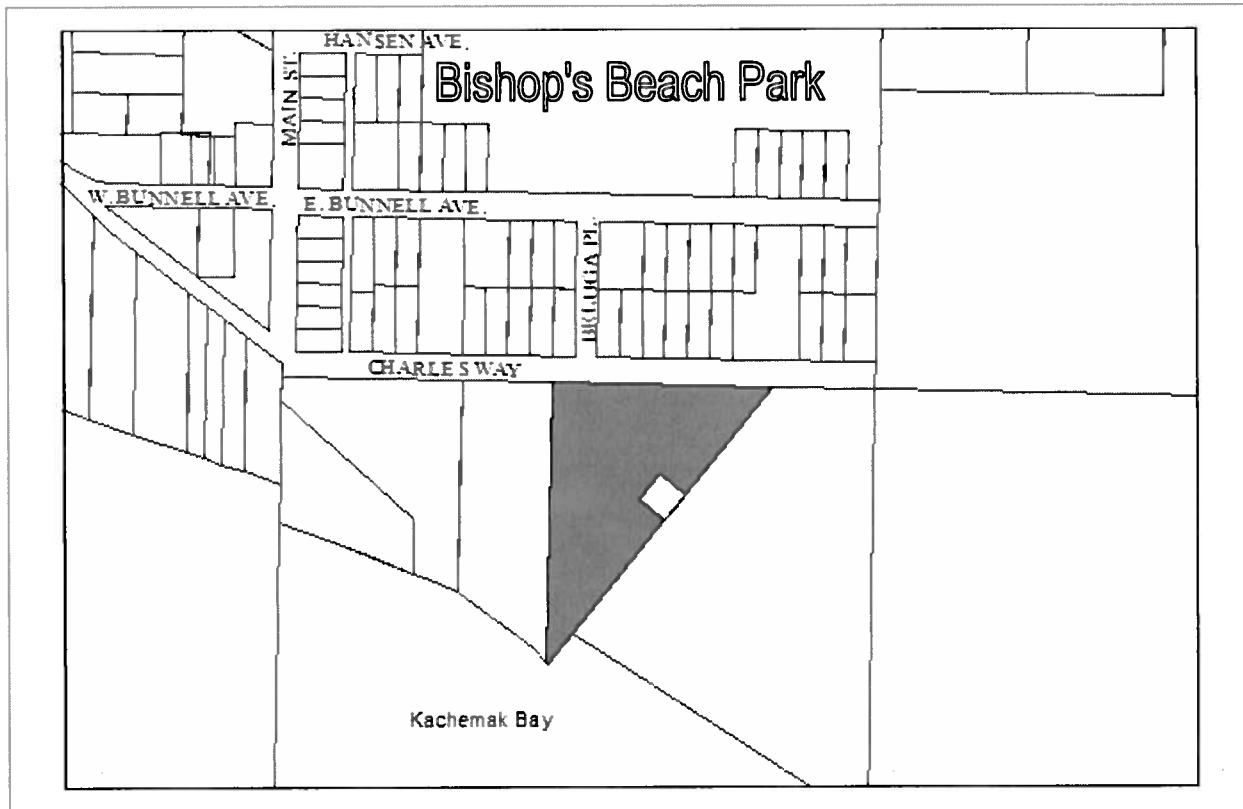 HANSEN AVE.
Bishop's Beach Park
MAIN ST.
W. BUNNELL AVE.
E. BUNNELL AVE.
BELUGA PL.
CHARLES WAY
Kachemak Bay